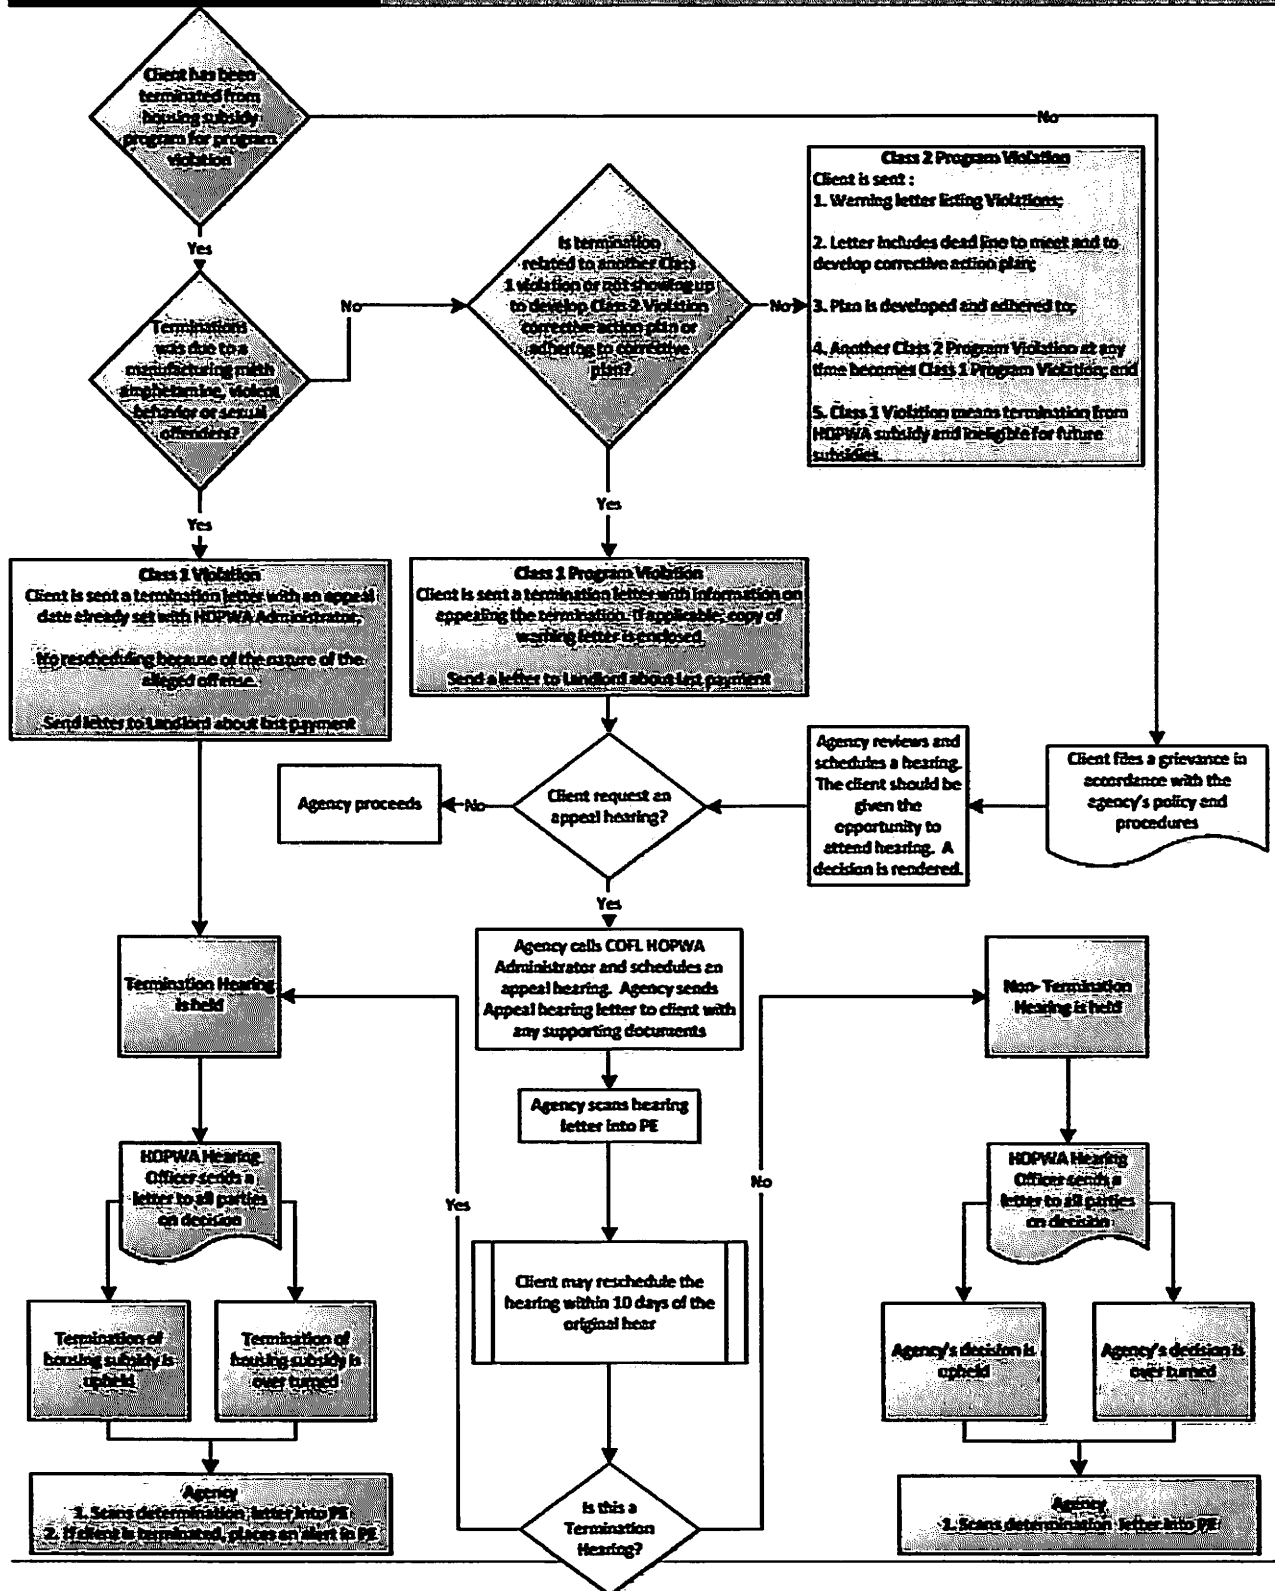 Client has been
terminated from
housing subsidy
program for program
violation
No
Yes
Terminations
was due to a
manufacturing meth
amphetamine, violent
behavior or sexual
offenders?
No
Is termination
related to another Class
1 violation or not showing up
to develop Class 2 Violation
corrective action plan or
adhering to corrective
plan?
No
Class 2 Program Violation
Client is sent :
1. Warning letter listing Violations;
2. Letter includes dead line to meet and to
develop corrective action plan;
3. Plan is developed and adhered to;
4. Another Class 2 Program Violation at any
time becomes Class 1 Program Violation; and
5. Class 1 Violation means termination from
HOPWA subsidy and ineligible for future
subsidies.
Yes
Yes
Class 1 Violation
Client is sent a termination letter with an appeal
date already set with HOPWA Administrator,
No rescheduling because of the nature of the
alleged offense.
Send letter to Landlord about last payment
Class 1 Program Violation
Client is sent a termination letter with information on
appealing the termination. If applicable, copy of
warning letter is enclosed.
Send a letter to Landlord about last payment
Agency proceeds
No
Client request an
appeal hearing?
Agency reviews and
schedules a hearing.
The client should be
given the
opportunity to
attend hearing. A
decision is rendered.
Client files a grievance in
accordance with the
agency's policy and
procedures
Yes
Termination Hearing
is held
Agency calls COFL HOPWA
Administrator and schedules an
appeal hearing. Agency sends
Appeal hearing letter to client with
any supporting documents
Non- Termination
Hearing is held
Agency scans hearing
letter into PE
HOPWA Hearing
Officer sends a
letter to all parties
on decision
Yes
No
HOPWA Hearing
Officer sends a
letter to all parties
on decision
Client may reschedule the
hearing within 10 days of the
original hear
Termination of
housing subsidy is
upheld
Termination of
housing subsidy is
over turned
Agency's decision is
upheld
Agency's decision is
over turned
Agency
1. Scans determination letter into PE
2. If client is terminated, places an alert in PE
Is this a
Termination
Hearing?
Agency
1. Scans determination letter into PE